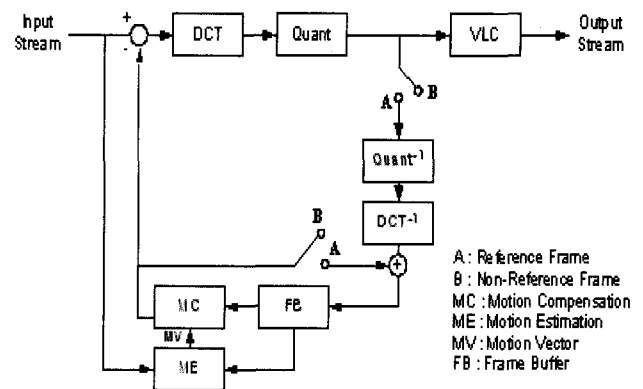 Input
Stream
+
-
DCT
Quant
VLC
Output
Stream
A
B
Quant-1
DCT-1
B
A
+
MC
FB
MV
ME
A : Reference Frame
B : Non-Reference Frame
MC : Motion Compensation
ME : Motion Estimation
MV : Motion Vector
FB : Frame Buffer